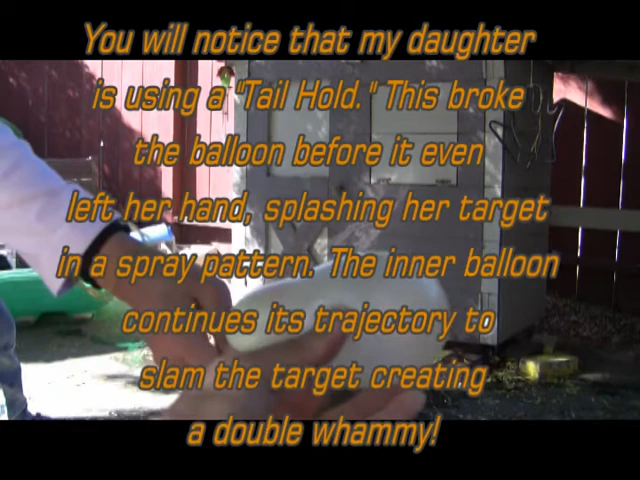 You will notice that my daughter
is using a "Tail Hold." This broke
the balloon before it even
left her hand, splashing her target
in a spray pattern. The inner balloon
continues its trajectory to
slam the target creating
a double whammy!